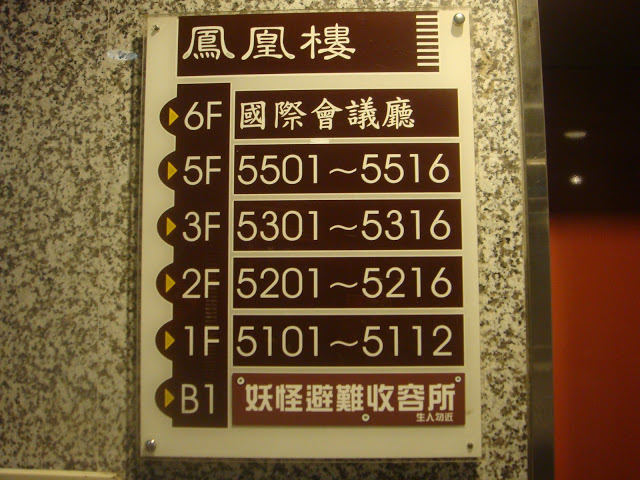 鳳凰樓
6F 國際會議廳
5F 5501~5516
3F 5301~5316
2F 5201~5216
1F 5101~5112
B1 妖怪避難收容所
生人勿近